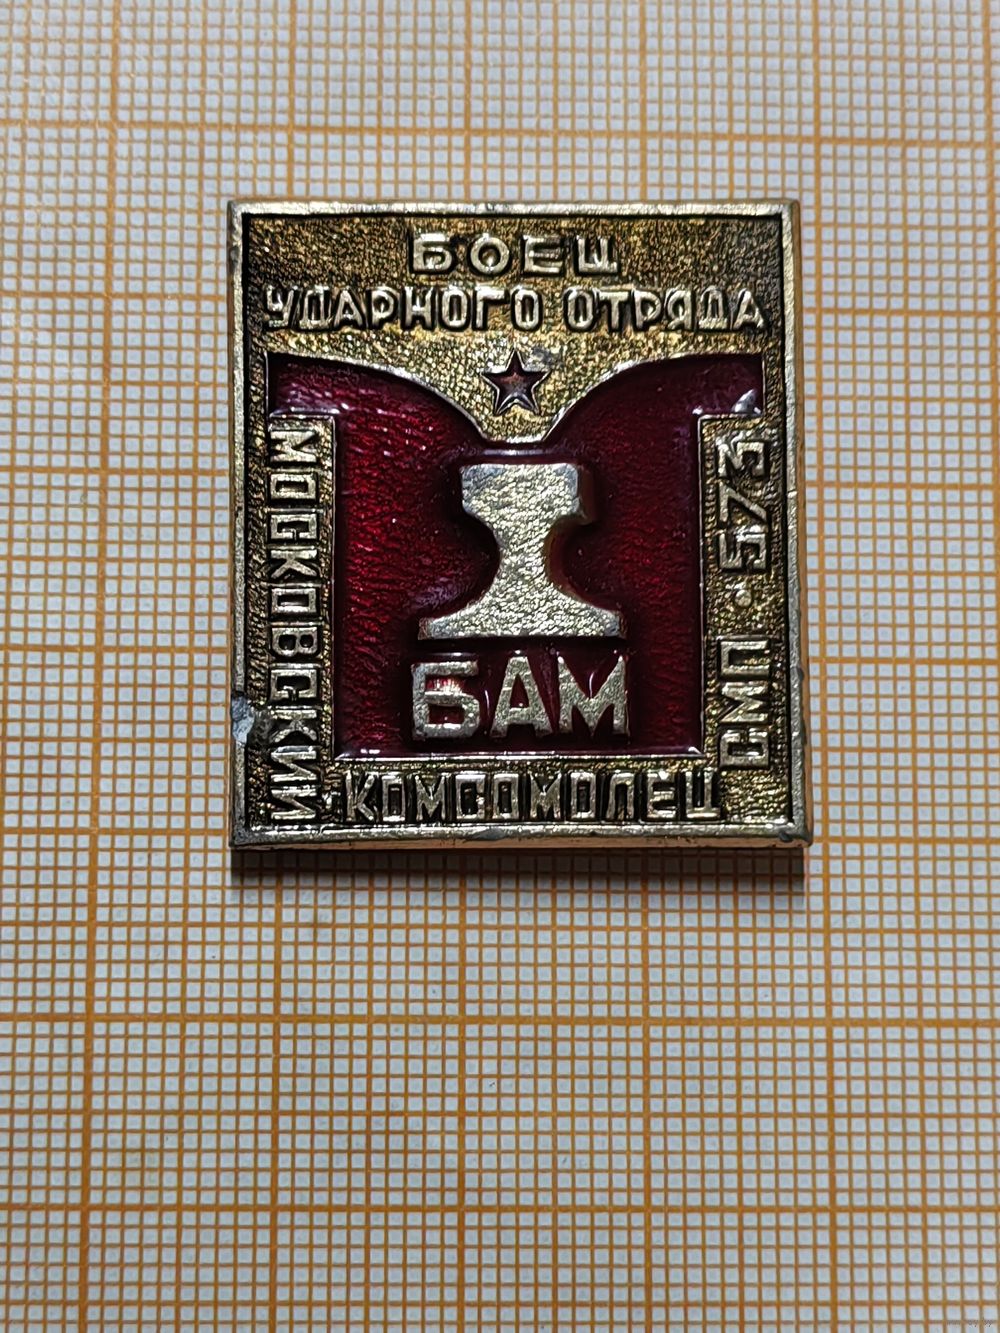 БОЕЦ
УДАРНОГО ОТРЯДА
МОСКОВСКИЙ
КОМСОМОЛЕЦ
СМП · 573
БАМ